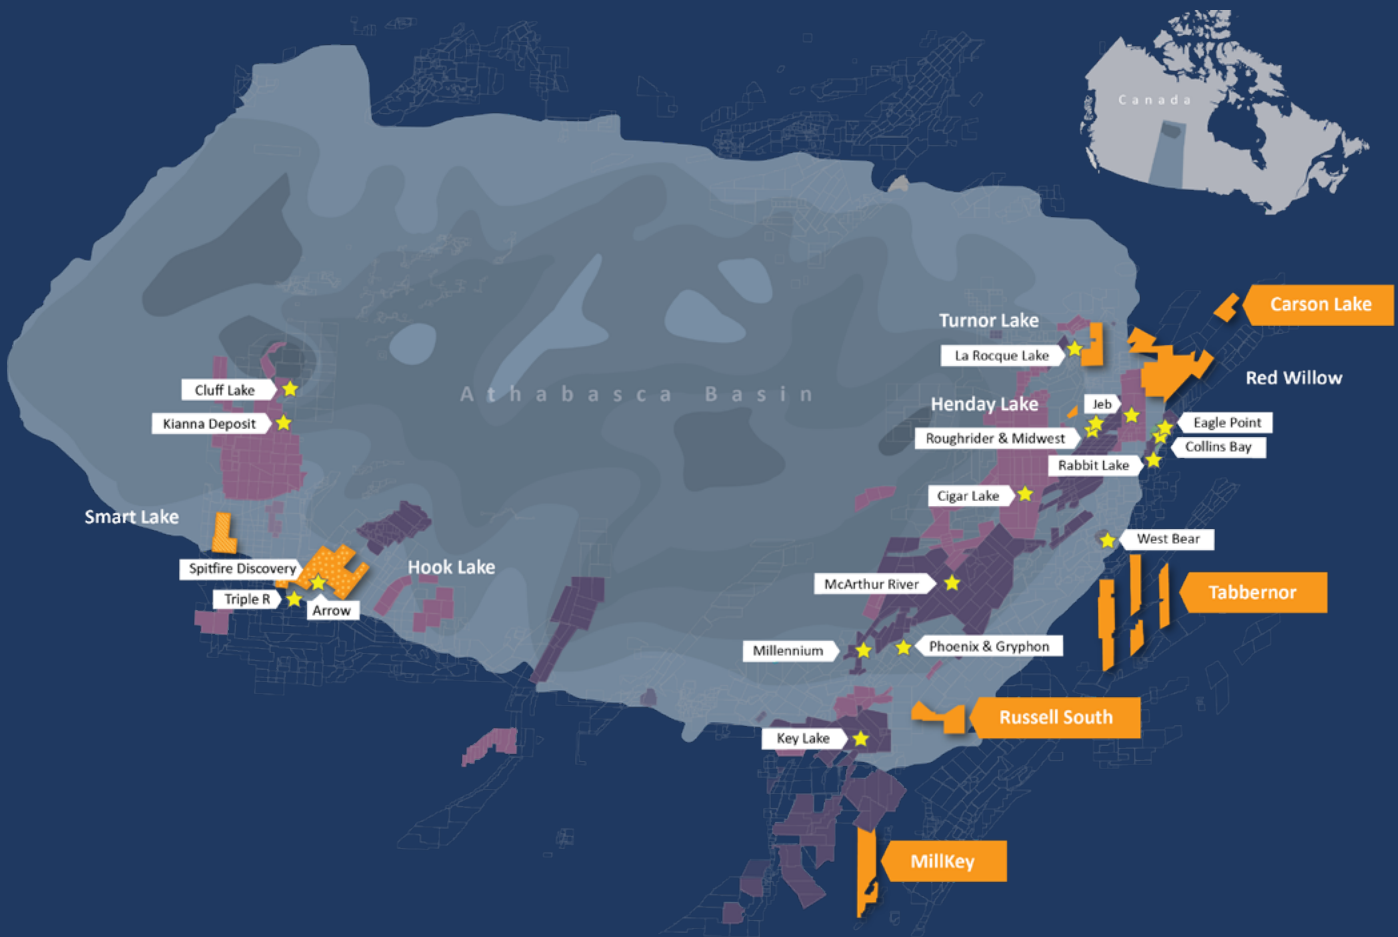 Canada
Carson Lake
Turnor Lake
La Rocque Lake
Red Willow
Cluff Lake
Athabasca Basin
Henday Lake
Jeb
Kianna Deposit
Eagle Point
Roughrider & Midwest
Collins Bay
Rabbit Lake
Cigar Lake
Smart Lake
West Bear
Spitfire Discovery
Hook Lake
McArthur River
Tabbernor
Triple R
Arrow
Millennium
Phoenix & Gryphon
Russell South
Key Lake
MillKey